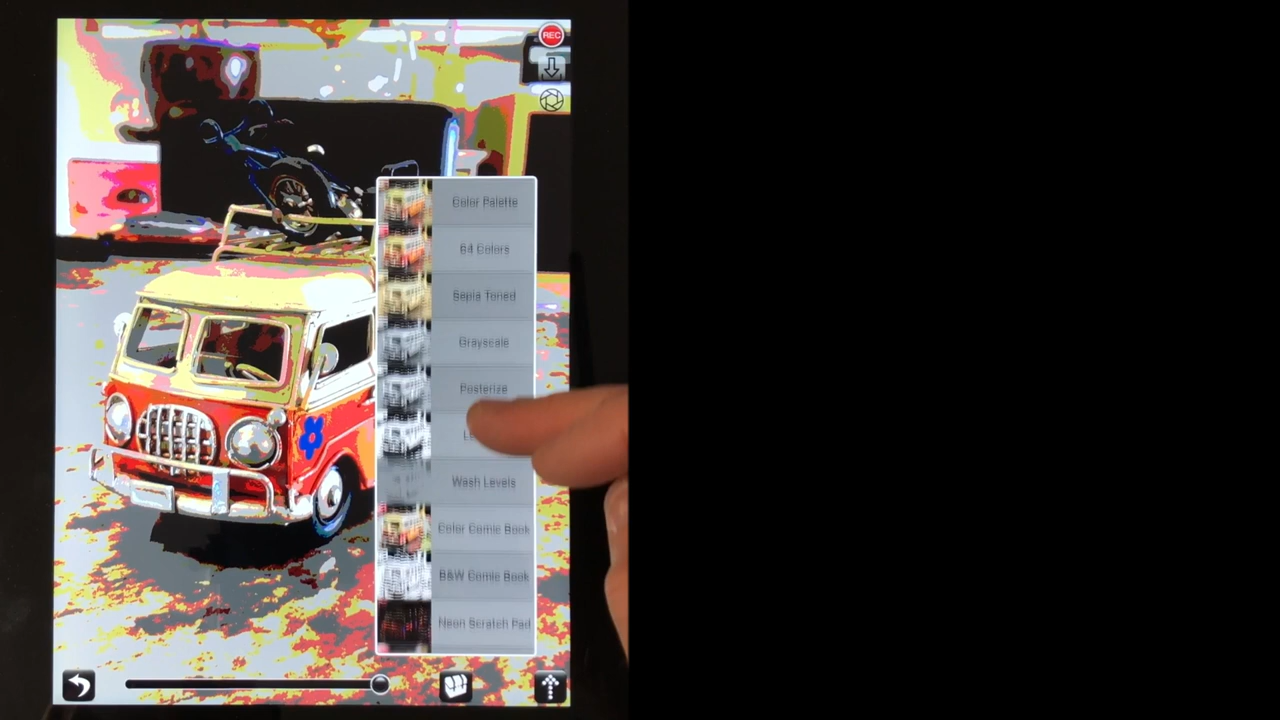 REC
Color Palette
64 Colors
Sepia Toned
Grayscale
Posterize
Wash Levels
Color Comic Book
B&W Comic Book
Neon Scratch Pad